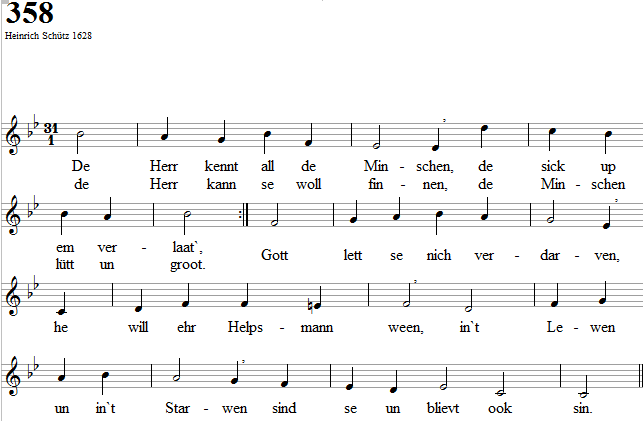 358
Heinrich Schütz 1628
31
1
De Herr kennt all de Min - schen, de sick up
de Herr kann se woll fin - nen, de Min - schen
em ver - laat`, Gott lett se nich ver - dar - ven,
lütt un groot.
he will ehr Helps - mann ween, in`t Le - wen
un in`t Star - wen sind se un blievt ook sin.